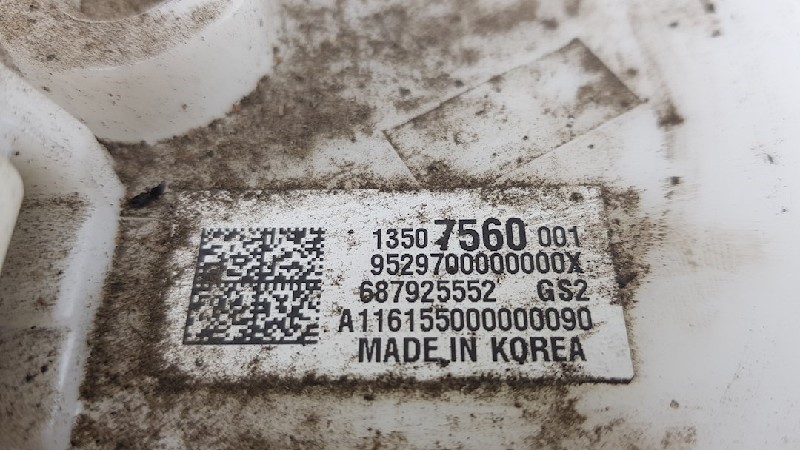 1350 7560 001
9529700000000X
687925552 GS2
A116155000000090
MADE IN KOREA